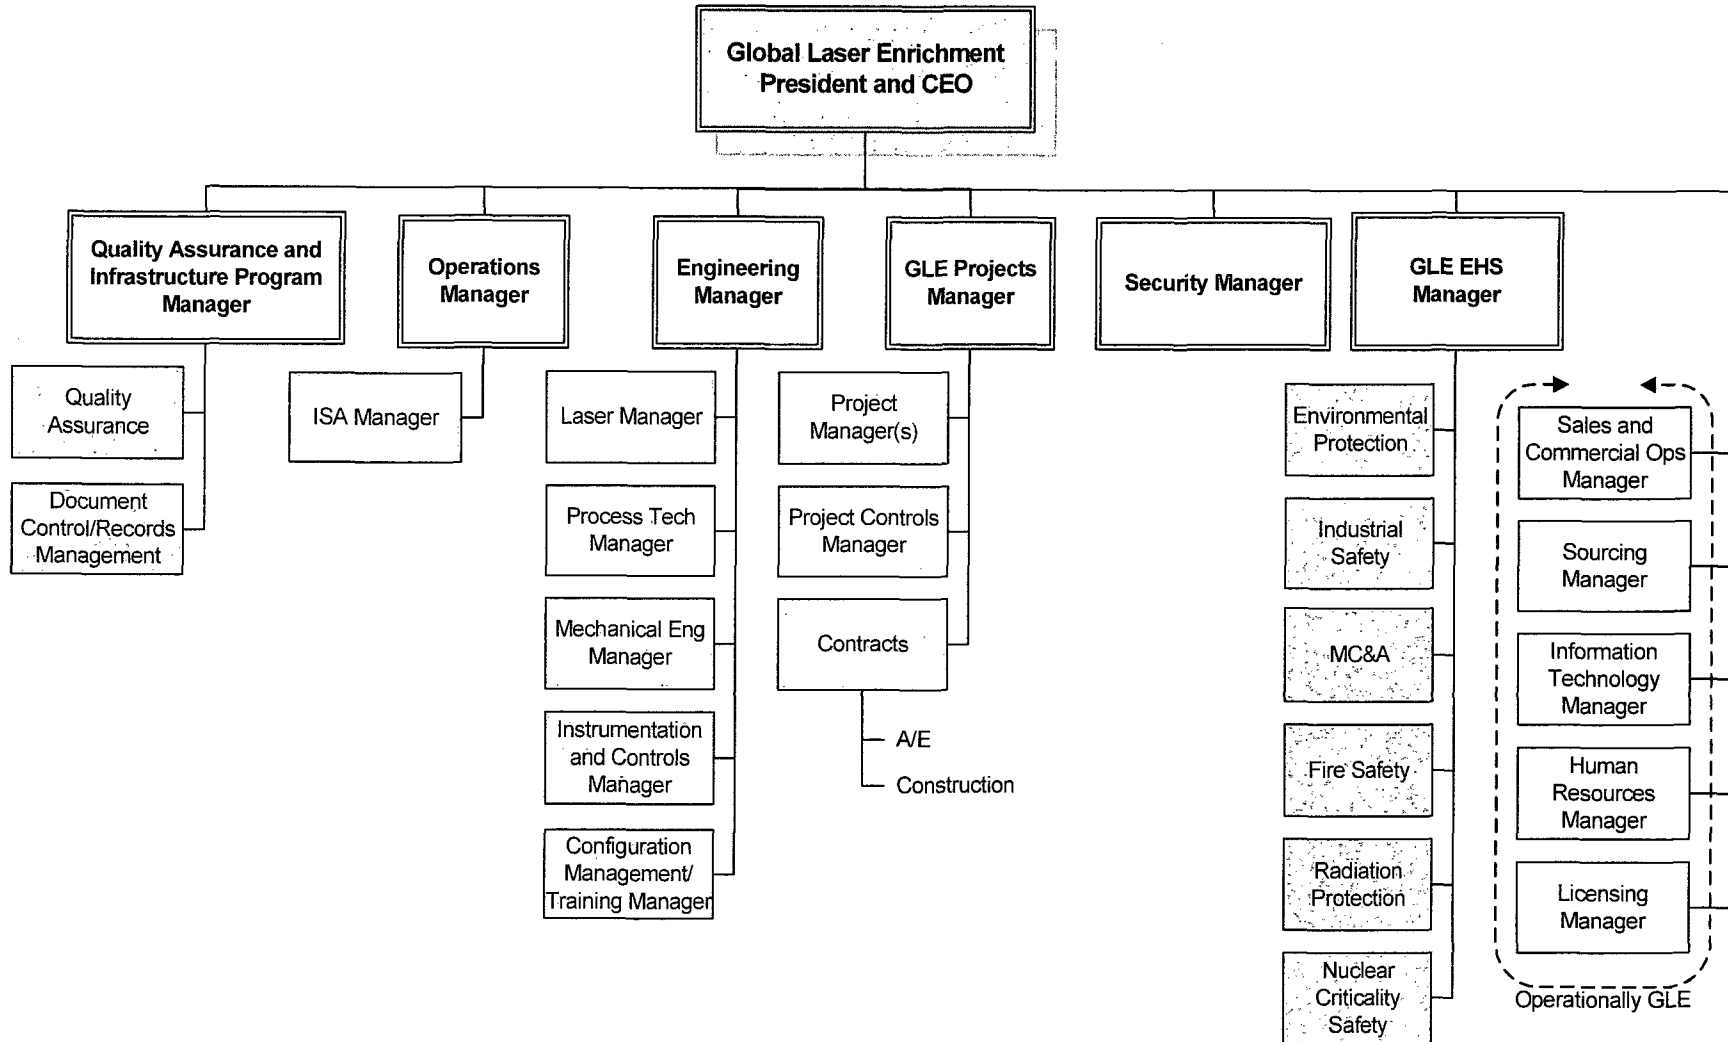 Global Laser Enrichment
President and CEO
Quality Assurance and
Infrastructure Program
Manager
Operations
Manager
Engineering
Manager
GLE Projects
Manager
Security Manager
GLE EHS
Manager
Quality
Assurance
Document
Control/Records
Management
ISA Manager
Laser Manager
Process Tech
Manager
Mechanical Eng
Manager
Instrumentation
and Controls
Manager
Configuration
Management/
Training Manager
Project
Manager(s)
Project Controls
Manager
Contracts
A/E
Construction
Environmental
Protection
Industrial
Safety
MC&A
Fire Safety
Radiation
Protection
Nuclear
Criticality
Safety
Sales and
Commercial Ops
Manager
Sourcing
Manager
Information
Technology
Manager
Human
Resources
Manager
Licensing
Manager
Operationally GLE